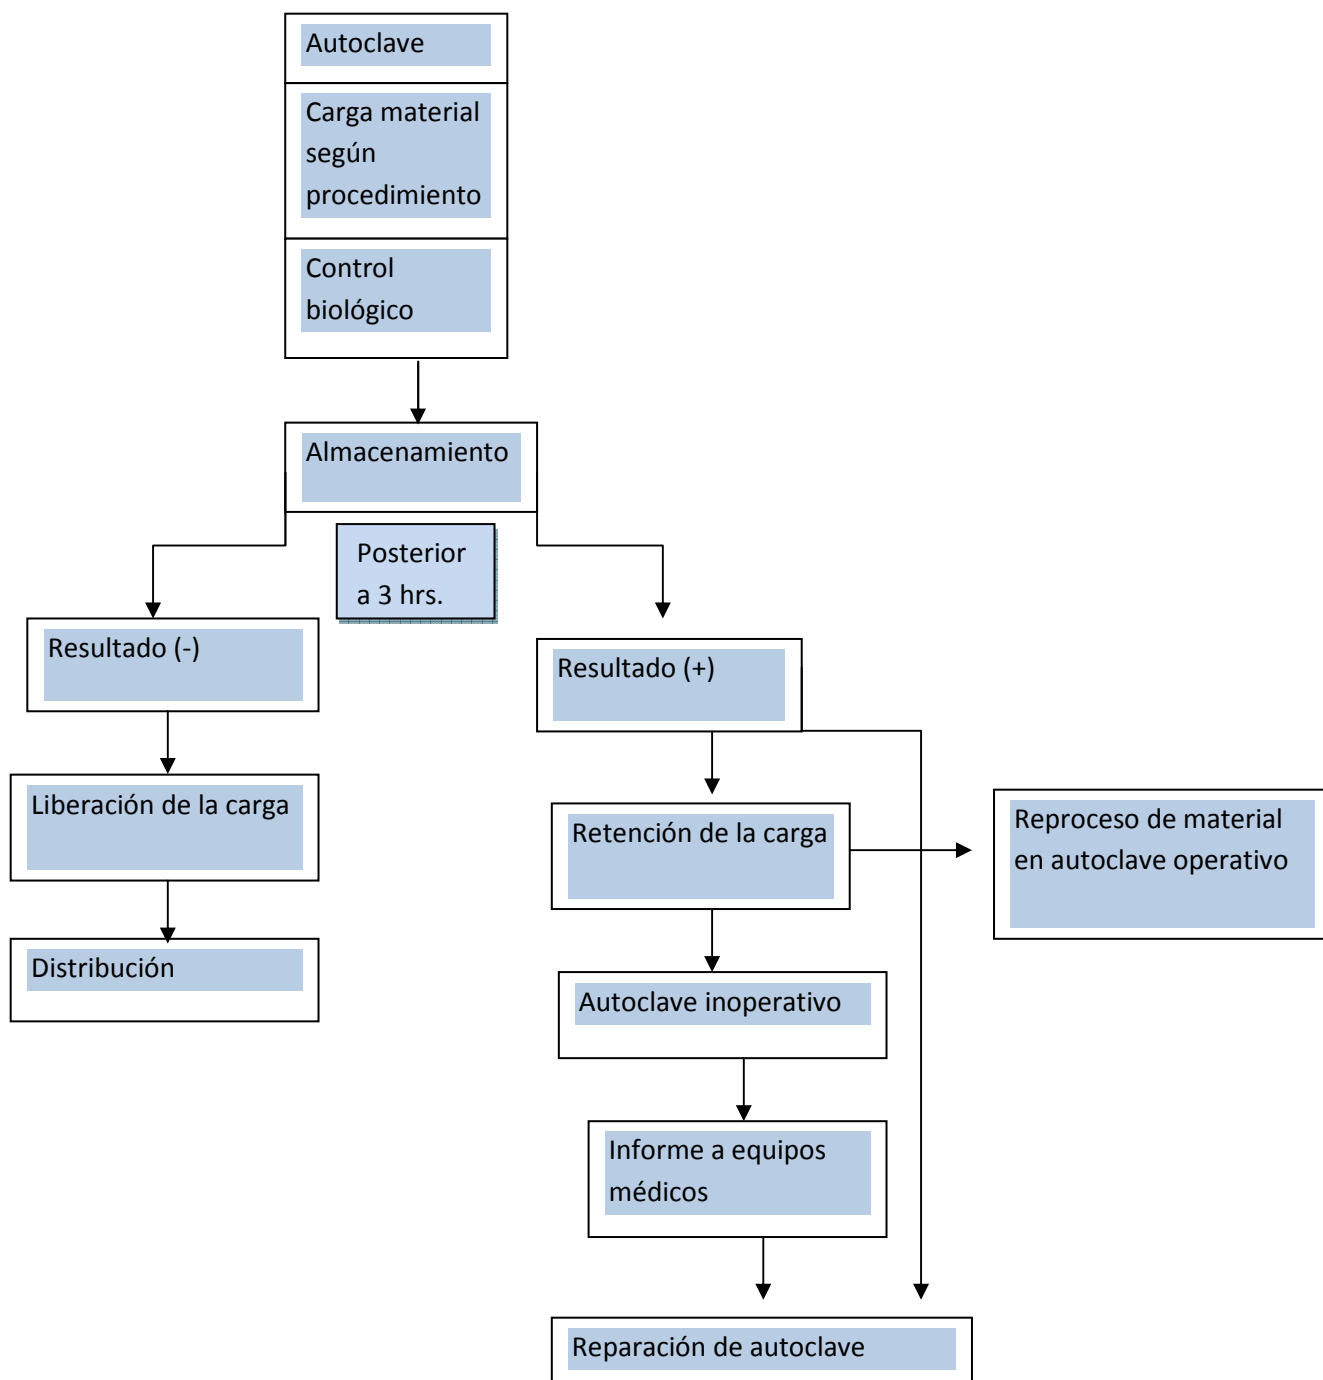 Autoclave
Carga material
según
procedimiento
Control
biológico
Almacenamiento
Posterior
a 3 hrs.
Resultado (-)
Resultado (+)
Liberación de la carga
Retención de la carga
Reproceso de material
en autoclave operativo
Distribución
Autoclave inoperativo
Informe a equipos
médicos
Reparación de autoclave